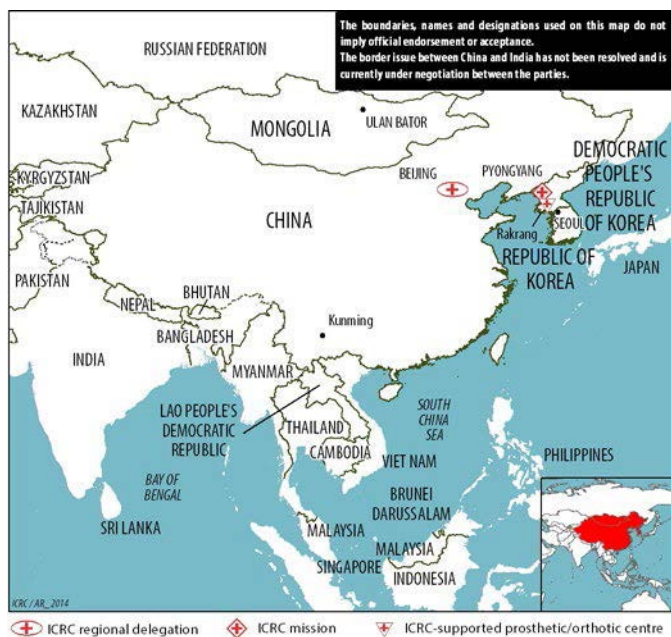 The boundaries, names and designations used on this map do not
imply official endorsement or acceptance.
The border issue between China and India has not been resolved and is
currently under negotiation between the parties.
RUSSIAN FEDERATION
KAZAKHSTAN
MONGOLIA
ULAN BATOR
DEMOCRATIC
PEOPLE'S
REPUBLIC
OF KOREA
BEIJING
PYONGYANG
KYRGYZSTAN
TAJIKISTAN
CHINA
SEOUL
Rakrang
REPUBLIC OF
KOREA
JAPAN
PAKISTAN
NEPAL
BHUTAN
BANGLADESH
Kunming
INDIA
MYANMAR
LAO PEOPLE'S
DEMOCRATIC
REPUBLIC
SOUTH
CHINA
SEA
THAILAND
CAMBODIA
VIET NAM
PHILIPPINES
BAY OF
BENGAL
BRUNEI
DARUSSALAM
SRI LANKA
MALAYSIA
MALAYSIA
SINGAPORE
INDONESIA
ICRC / AR_2014
ICRC regional delegation
ICRC mission
ICRC-supported prosthetic/orthotic centre